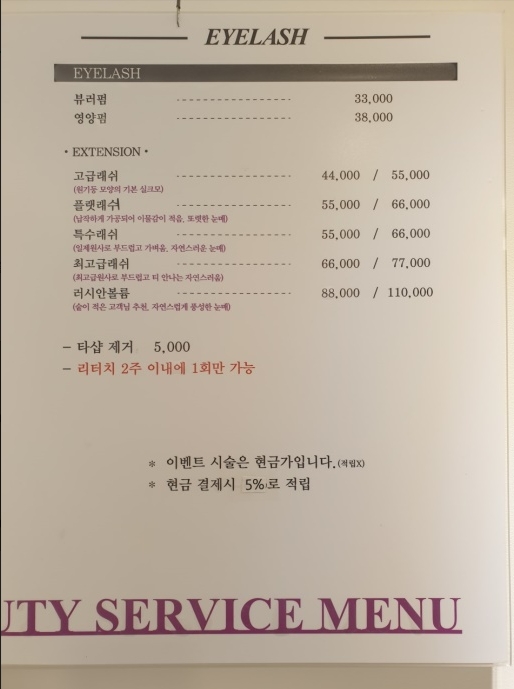 EYELASH
EYELASH
뷰러펌 33,000
영양펌 38,000
• EXTENSION •
고급래쉬 44,000 / 55,000
(원기둥 모양의 기본 실크모)
플랫래쉬 55,000 / 66,000
(납작하게 가공되어 이물감이 적음, 또렷한 눈매)
특수래쉬 55,000 / 66,000
(밍크원사로 부드럽고 가벼움, 자연스러운 눈매)
최고급래쉬 66,000 / 77,000
(최고급원사로 부드럽고 티 안나는 자연스러움)
러시안볼륨 88,000 / 110,000
(숱이 적은 고객님 추천, 자연스럽게 풍성한 눈매)
– 타샵 제거 5,000
– 리터치 2주 이내에 1회만 가능
* 이벤트 시술은 현금가입니다.(적립X)
* 현금 결제시 5%로 적립
UTY SERVICE MENU